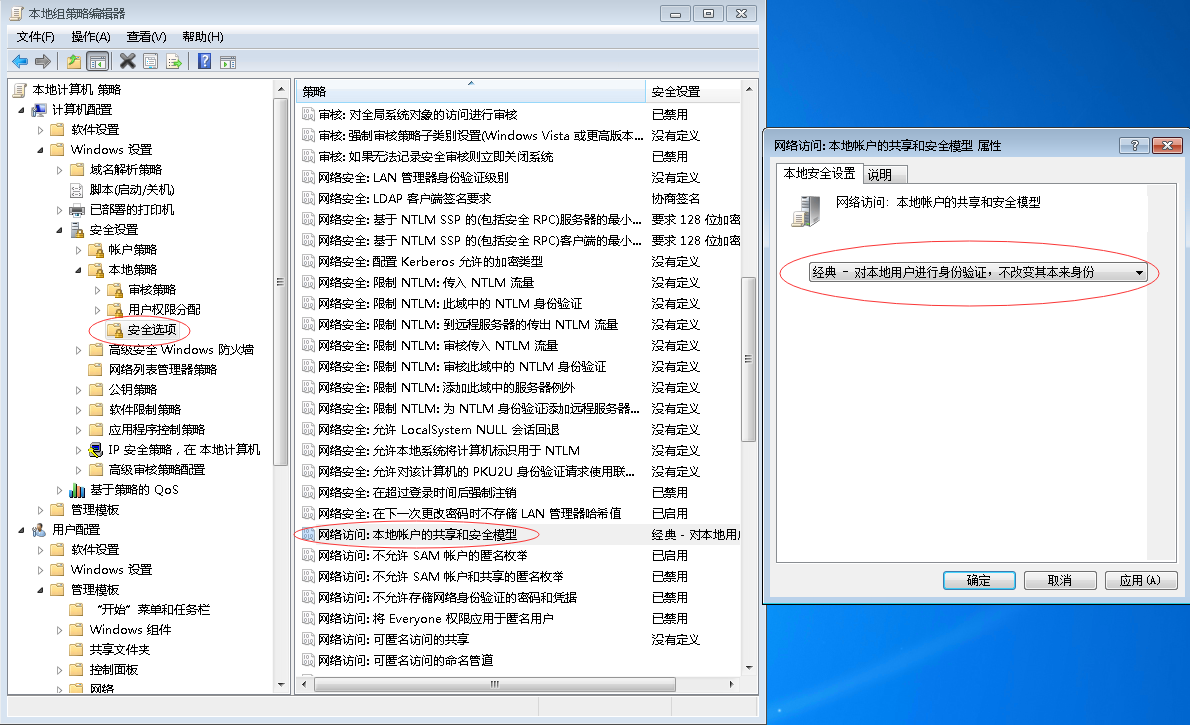 本地组策略编辑器
文件(F) 操作(A) 查看(V) 帮助(H)
本地计算机 策略
计算机配置
软件设置
Windows 设置
域名解析策略
脚本(启动/关机)
已部署的打印机
安全设置
帐户策略
本地策略
审核策略
用户权限分配
安全选项
高级安全 Windows 防火墙
网络列表管理器策略
公钥策略
软件限制策略
应用程序控制策略
IP 安全策略，在 本地计算机
高级审核策略配置
基于策略的 QoS
管理模板
用户配置
软件设置
Windows 设置
管理模板
“开始”菜单和任务栏
Windows 组件
共享文件夹
控制面板
网络
策略 安全设置
审核: 对全局系统对象的访问进行审核 已禁用
审核: 强制审核策略子类别设置(Windows Vista 或更高版本... 没有定义
审核: 如果无法记录安全审核则立即关闭系统 已禁用
网络安全: LAN 管理器身份验证级别 没有定义
网络安全: LDAP 客户端签名要求 协商签名
网络安全: 基于 NTLM SSP 的(包括安全 RPC)服务器的最小... 要求 128 位加密
网络安全: 基于 NTLM SSP 的(包括安全 RPC)客户端的最小... 要求 128 位加密
网络安全: 配置 Kerberos 允许的加密类型 没有定义
网络安全: 限制 NTLM: 传入 NTLM 流量 没有定义
网络安全: 限制 NTLM: 此域中的 NTLM 身份验证 没有定义
网络安全: 限制 NTLM: 到远程服务器的传出 NTLM 流量 没有定义
网络安全: 限制 NTLM: 审核传入 NTLM 流量 没有定义
网络安全: 限制 NTLM: 审核此域中的 NTLM 身份验证 没有定义
网络安全: 限制 NTLM: 添加此域中的服务器例外 没有定义
网络安全: 限制 NTLM: 为 NTLM 身份验证添加远程服务器... 没有定义
网络安全: 允许 LocalSystem NULL 会话回退 没有定义
网络安全: 允许本地系统将计算机标识用于 NTLM 没有定义
网络安全: 允许对该计算机的 PKU2U 身份验证请求使用联... 没有定义
网络安全: 在超过登录时间后强制注销 已禁用
网络安全: 在下一次更改密码时不存储 LAN 管理器哈希值 已启用
网络访问: 本地帐户的共享和安全模型 经典 - 对本地用户
网络访问: 不允许 SAM 帐户的匿名枚举 已启用
网络访问: 不允许 SAM 帐户和共享的匿名枚举 已禁用
网络访问: 不允许存储网络身份验证的密码和凭据 已禁用
网络访问: 将 Everyone 权限应用于匿名用户 已禁用
网络访问: 可匿名访问的共享 没有定义
网络访问: 可匿名访问的命名管道
网络访问: 本地帐户的共享和安全模型 属性
本地安全设置 说明
网络访问: 本地帐户的共享和安全模型
经典 - 对本地用户进行身份验证，不改变其本来身份
确定 取消 应用(A)